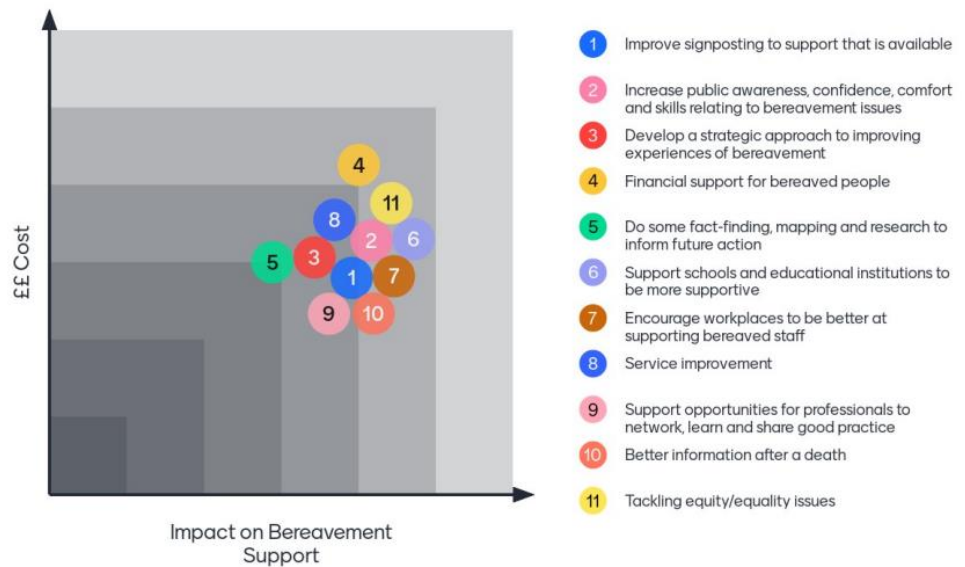 ££ Cost
4
11
8
2
6
5
3
1
7
9
10
Impact on Bereavement
Support
1 Improve signposting to support that is available
2 Increase public awareness, confidence, comfort
and skills relating to bereavement issues
3 Develop a strategic approach to improving
experiences of bereavement
4 Financial support for bereaved people
5 Do some fact-finding, mapping and research to
inform future action
6 Support schools and educational institutions to
be more supportive
7 Encourage workplaces to be better at
supporting bereaved staff
8 Service improvement
9 Support opportunities for professionals to
network, learn and share good practice
10 Better information after a death
11 Tackling equity/equality issues